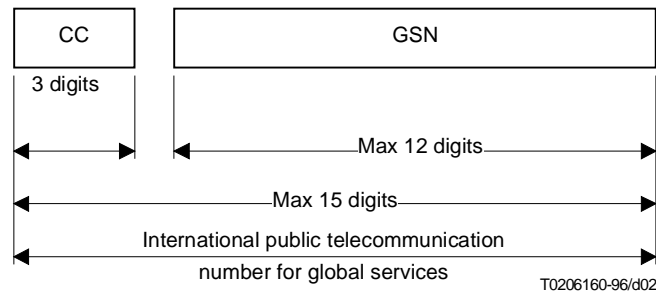 CC
GSN
3 digits
Max 12 digits
Max 15 digits
International public telecommunication
number for global services
T0206160-96/d02